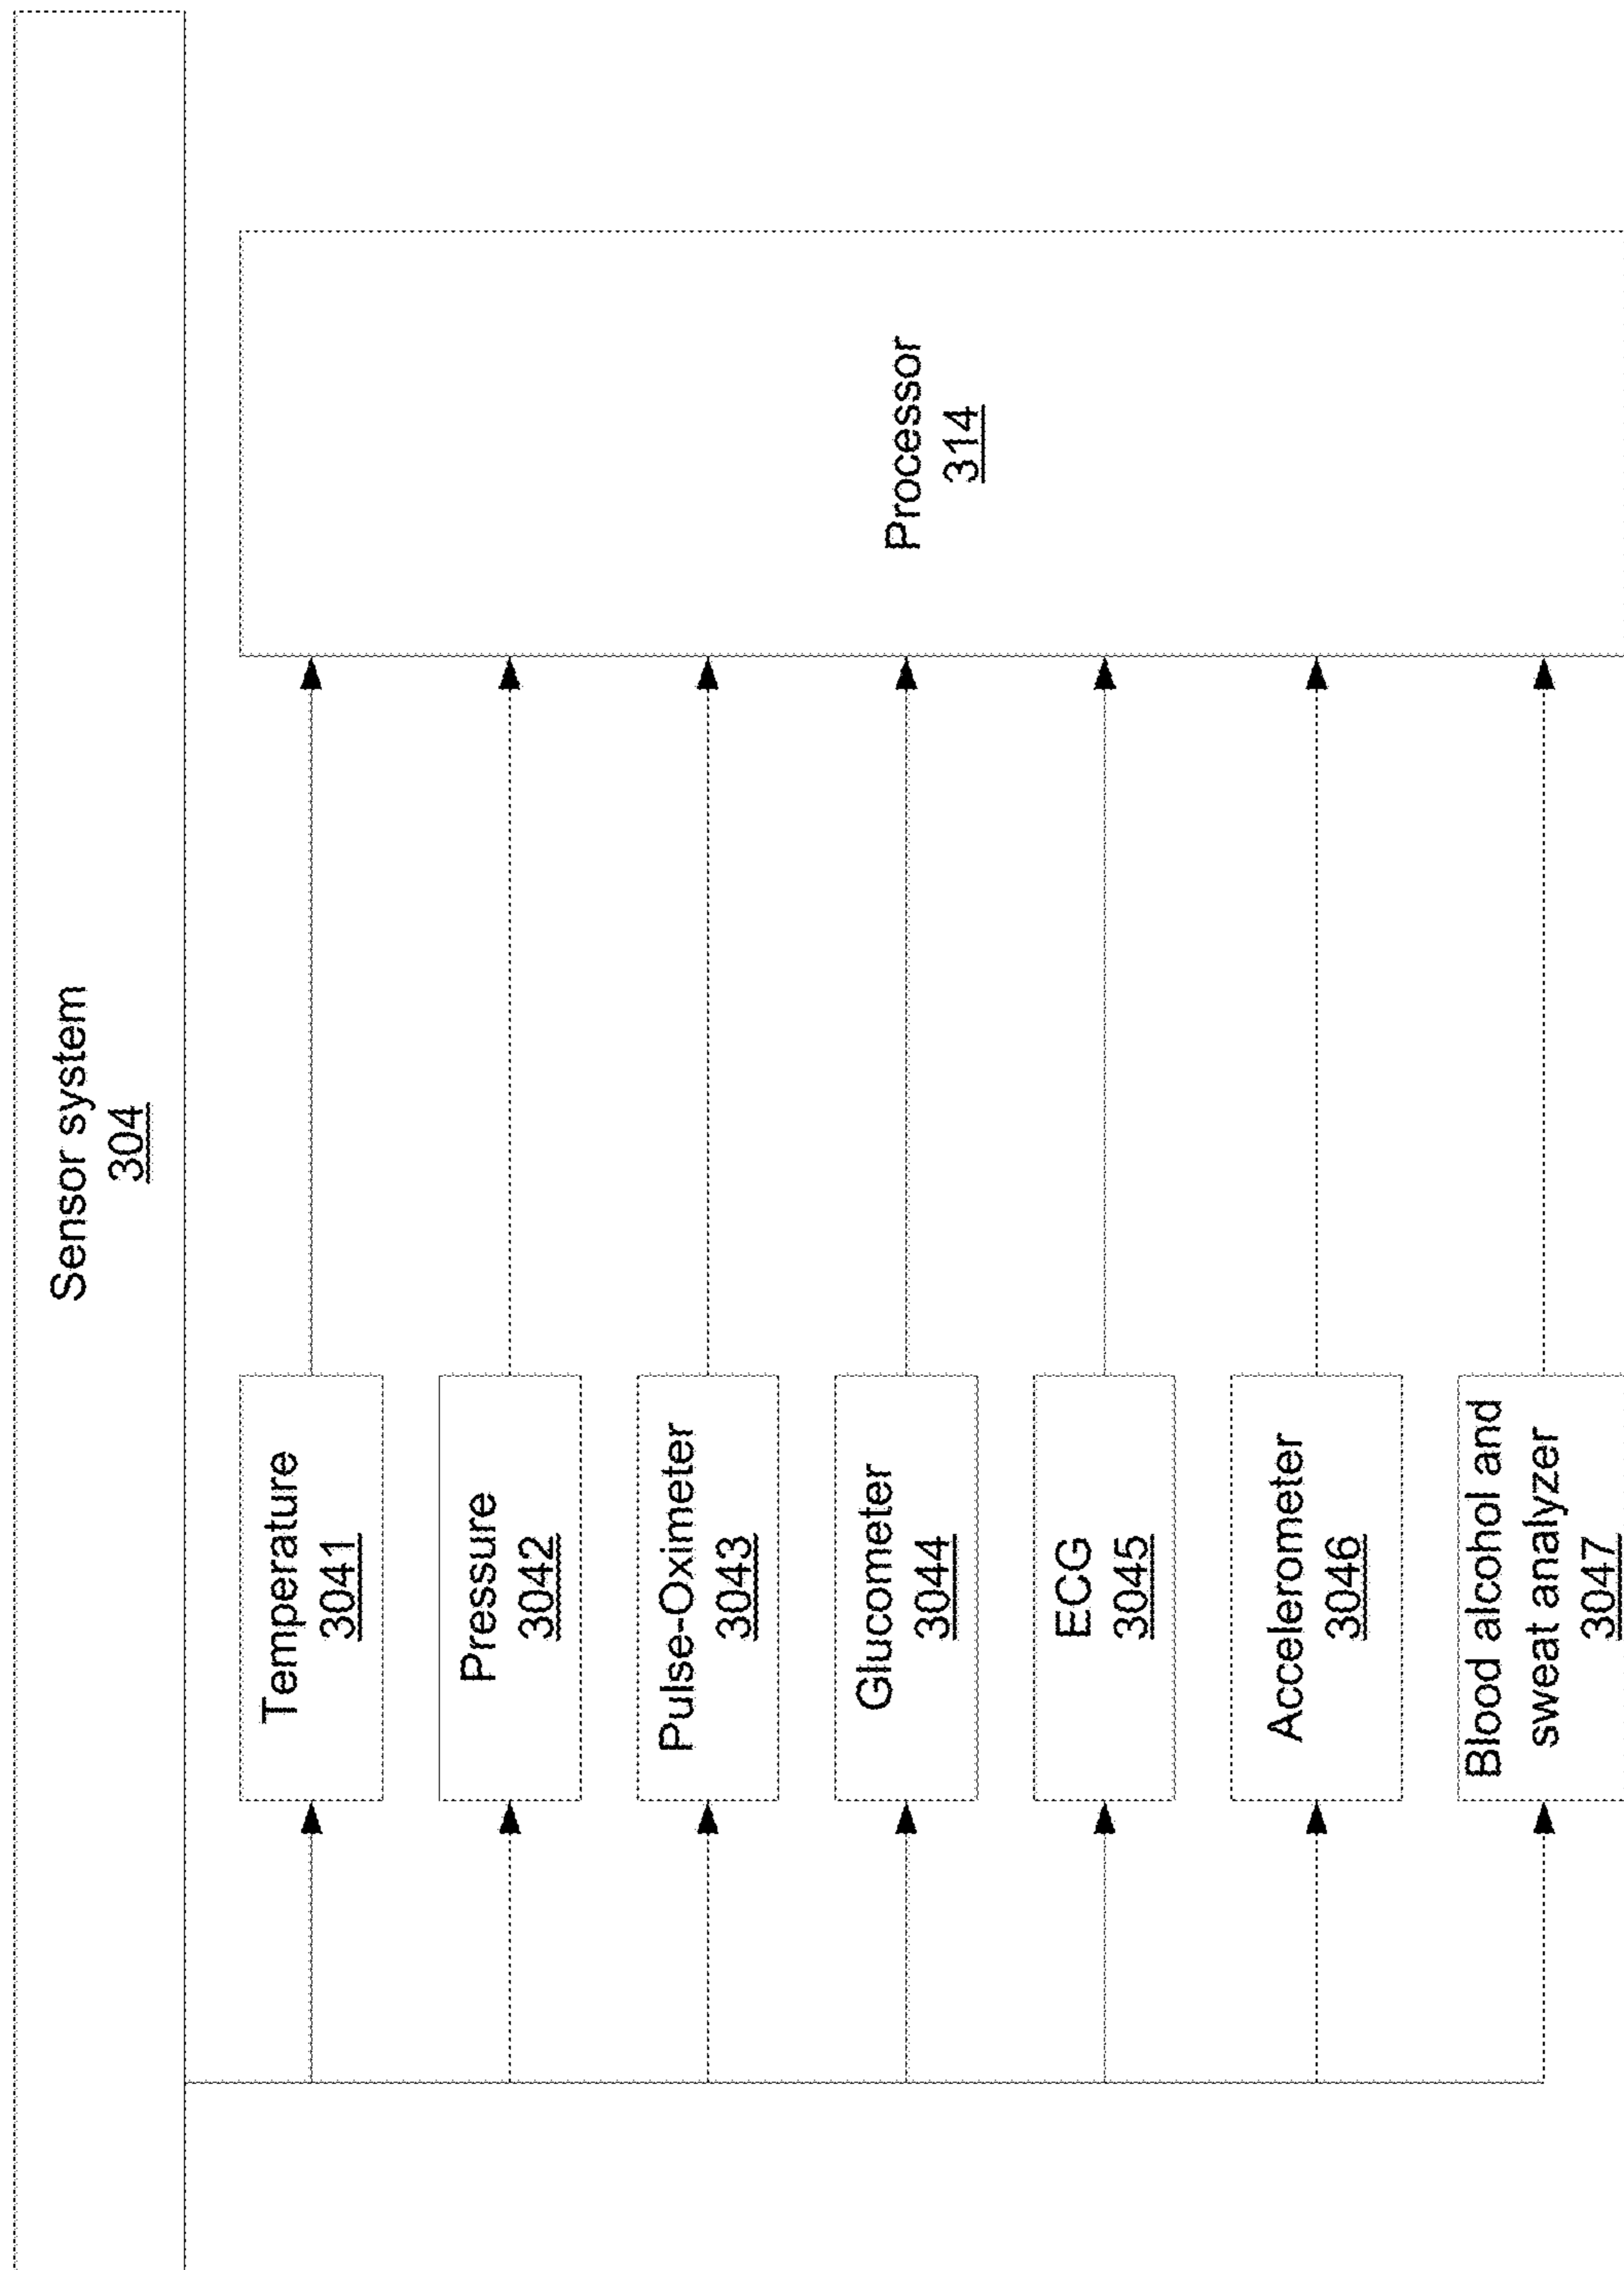 Sensor system
304
Temperature
3041
Pressure
3042
Pulse-Oximeter
3043
Glucometer
3044
ECG
3045
Accelerometer
3046
Blood alcohol and
sweat analyzer
3047
Processor
314